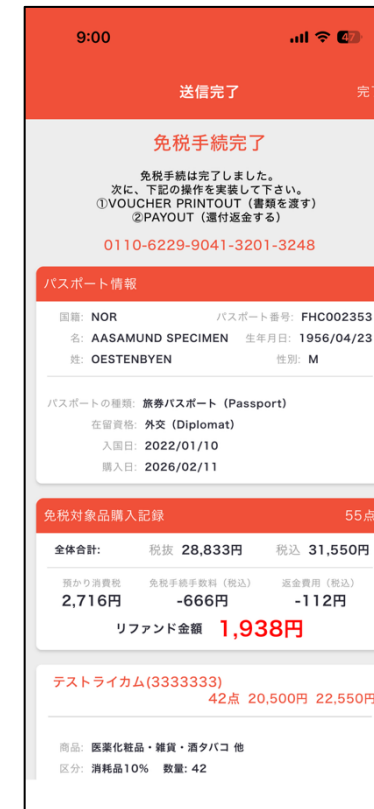 9:00
47
送信完了
完了
免税手続完了
免税手続は完了しました。
次に、下記の操作を実装して下さい。
①VOUCHER PRINTOUT（書類を渡す）
②PAYOUT（還付返金する）
0110-6229-9041-3201-3248
パスポート情報
国籍: NOR パスポート番号: FHC002353
名: AASAMUND SPECIMEN 生年月日: 1956/04/23
姓: OESTENBYEN 性別: M
パスポートの種類: 旅券パスポート（Passport）
在留資格: 外交（Diplomat）
入国日: 2022/01/10
購入日: 2026/02/11
免税対象品購入記録 55点
全体合計: 税抜 28,833円 税込 31,550円
預かり消費税 免税手続手数料（税込） 返金費用（税込）
2,716円 -666円 -112円
リファンド金額 1,938円
テストライカム(3333333)
42点 20,500円 22,550円
商品: 医薬化粧品・雑貨・酒タバコ 他
区分: 消耗品10% 数量: 42